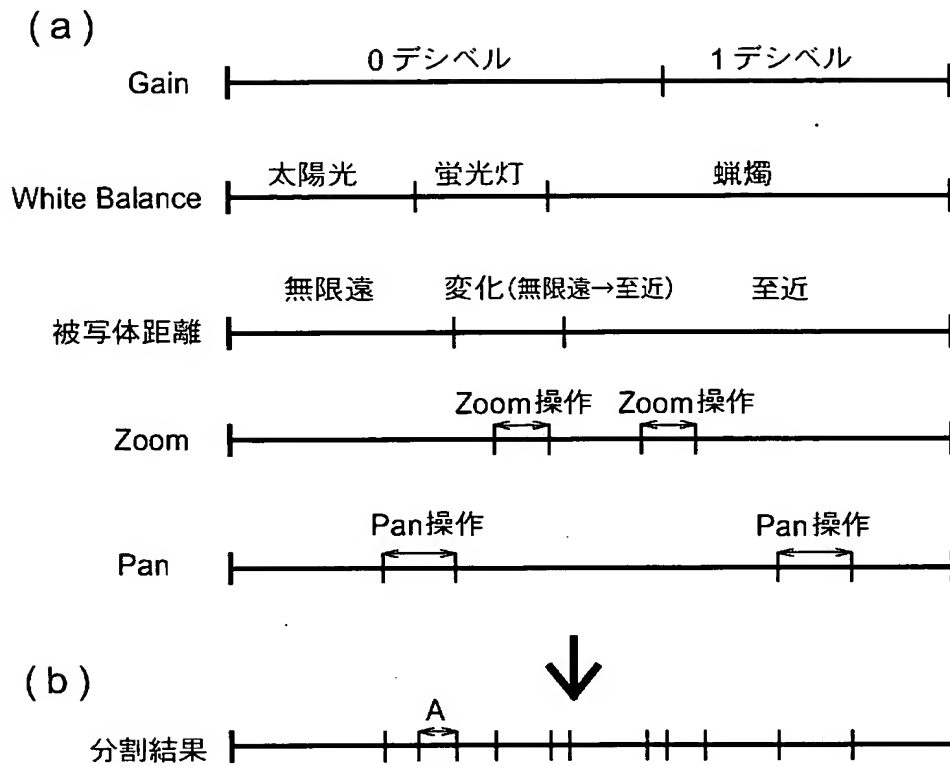 (a)
0デシベル 1デシベル
Gain
太陽光 蛍光灯 蝋燭
White Balance
無限遠 変化(無限遠→至近) 至近
被写体距離
Zoom操作 Zoom操作
Zoom
Pan操作 Pan操作
Pan
(b)
A
分割結果